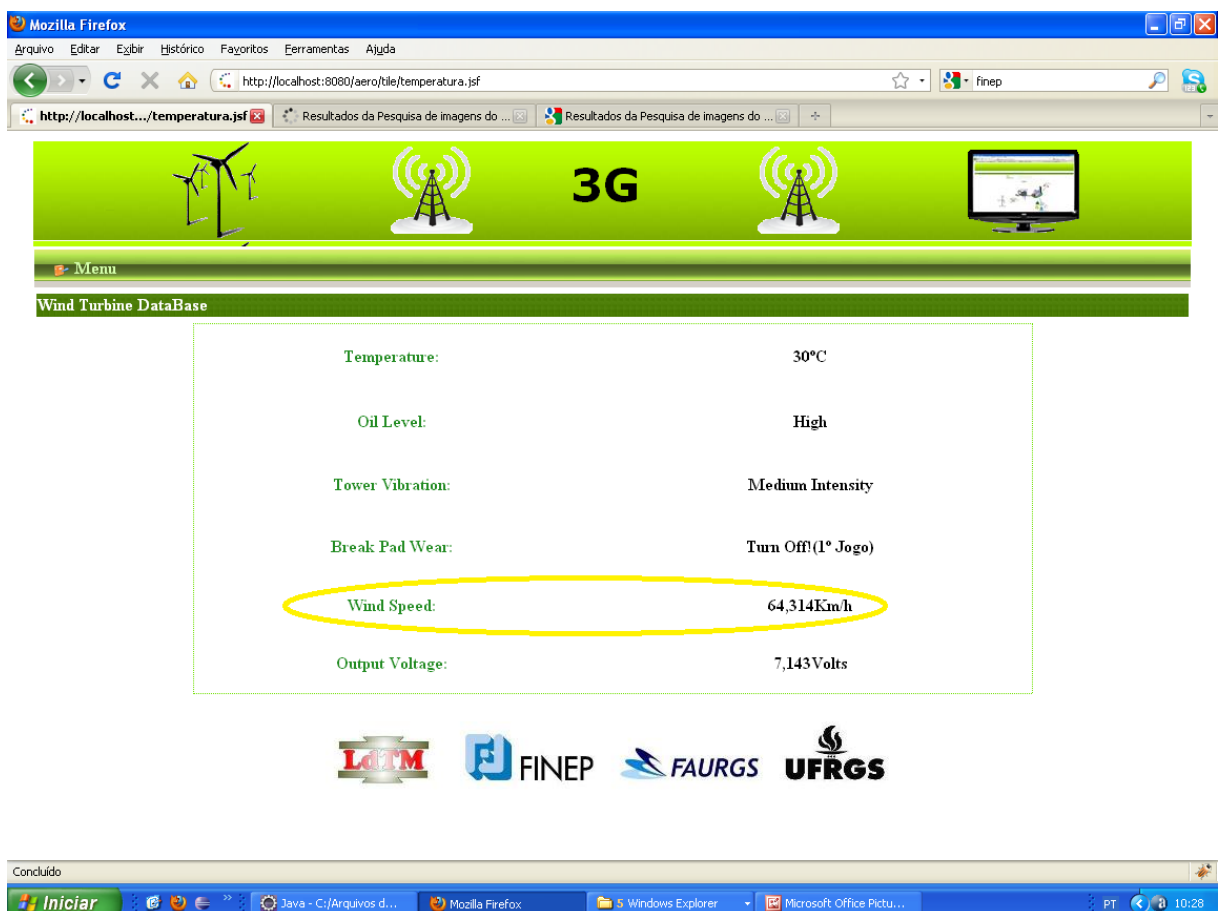 Mozilla Firefox
Arquivo Editar Exibir Histórico Favoritos Ferramentas Ajuda
http://localhost:8080/aero/tile/temperatura.jsf finep
http://localhost.../temperatura.jsf Resultados da Pesquisa de imagens do ... Resultados da Pesquisa de imagens do ...
3G
Menu
Wind Turbine DataBase
Temperature: 30ºC
Oil Level: High
Tower Vibration: Medium Intensity
Break Pad Wear: Turn Off!(1º Jogo)
Wind Speed: 64,314Km/h
Output Voltage: 7,143Volts
LdTM FINEP FAURGS UFRGS
Concluído
Iniciar Java - C:/Arquivos d... Mozilla Firefox 5 Windows Explorer Microsoft Office Pictu... PT 10:28